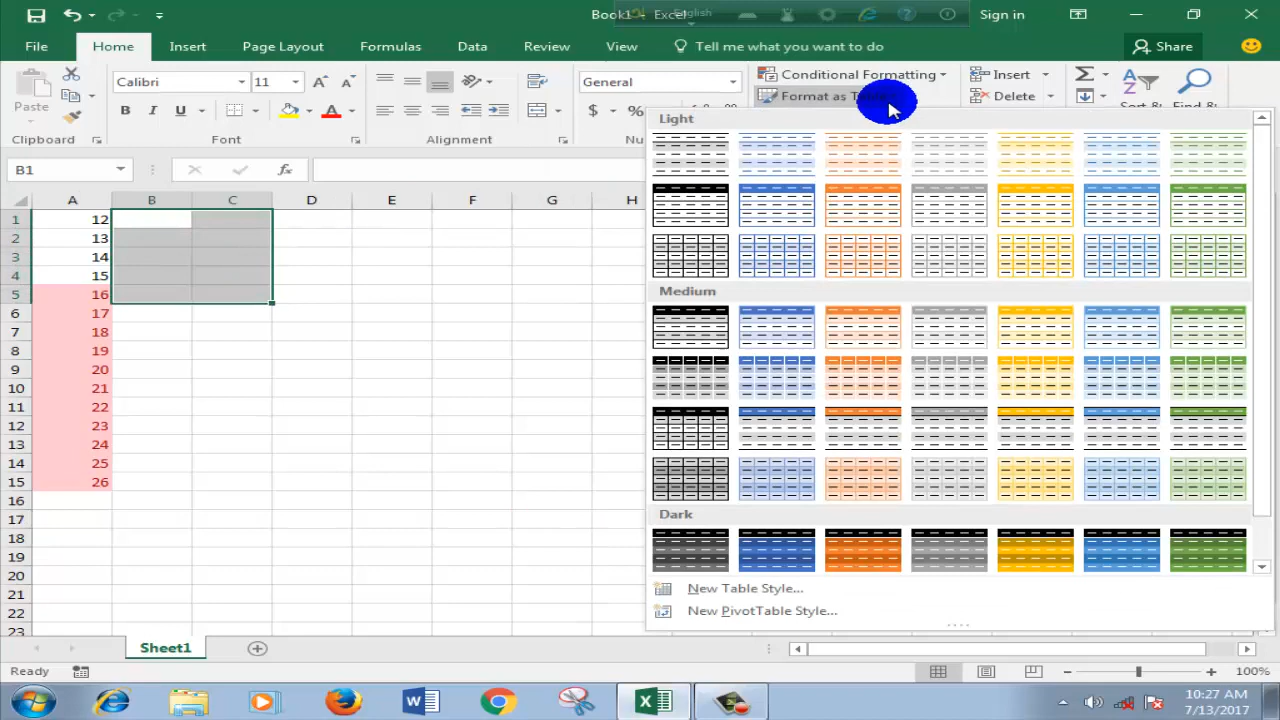 Book1 - Excel
English
Sign in
File Home Insert Page Layout Formulas Data Review View Tell me what you want to do Share
Paste
Calibri 11
General
Conditional Formatting
Insert
B I U
$ %
Format as
Delete
Clipboard Font Alignment
B1 fx
Light
A B C D E F G H
1 12
2 13
3 14
4 15
5 16
Medium
6 17
7 18
8 19
9 20
10 21
11 22
12 23
13 24
14 25
15 26
16
Dark
17
18
19
20
New Table Style...
21
New PivotTable Style...
22
23
Sheet1
Ready 100%
10:27 AM
7/13/2017